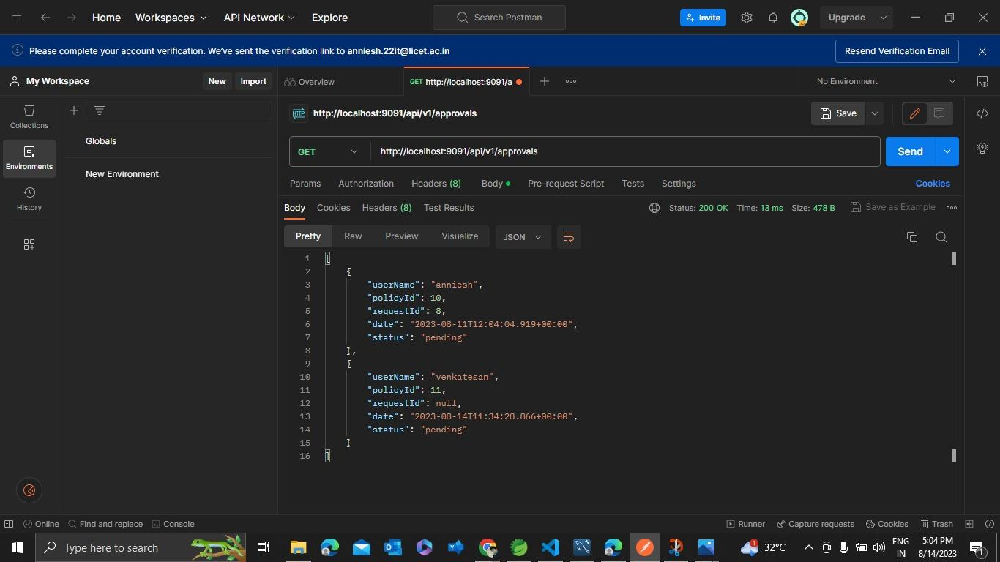 Home Workspaces API Network Explore Search Postman Invite Upgrade
Please complete your account verification. We've sent the verification link to anniesh.22it@licet.ac.in Resend Verification Email
My Workspace New Import Overview GET http://localhost:9091/a No Environment
HTTP http://localhost:9091/api/v1/approvals Save
Collections
Globals
GET http://localhost:9091/api/v1/approvals Send
Environments
New Environment
Params Authorization Headers (8) Body Pre-request Script Tests Settings Cookies
History
Body Cookies Headers (8) Test Results Status: 200 OK Time: 13 ms Size: 478 B Save as Example
Pretty Raw Preview Visualize JSON
1 [
2 {
3 "userName": "anniesh",
4 "policyId": 10,
5 "requestId": 8,
6 "date": "2023-08-11T12:04:04.919+00:00",
7 "status": "pending"
8 },
9 {
10 "userName": "venkatesan",
11 "policyId": 11,
12 "requestId": null,
13 "date": "2023-08-14T11:34:28.866+00:00",
14 "status": "pending"
15 }
16 ]
Online Find and replace Console Runner Capture requests Cookies Trash
Type here to search 1 32°C ENG 5:04 PM
IN 8/14/2023 1